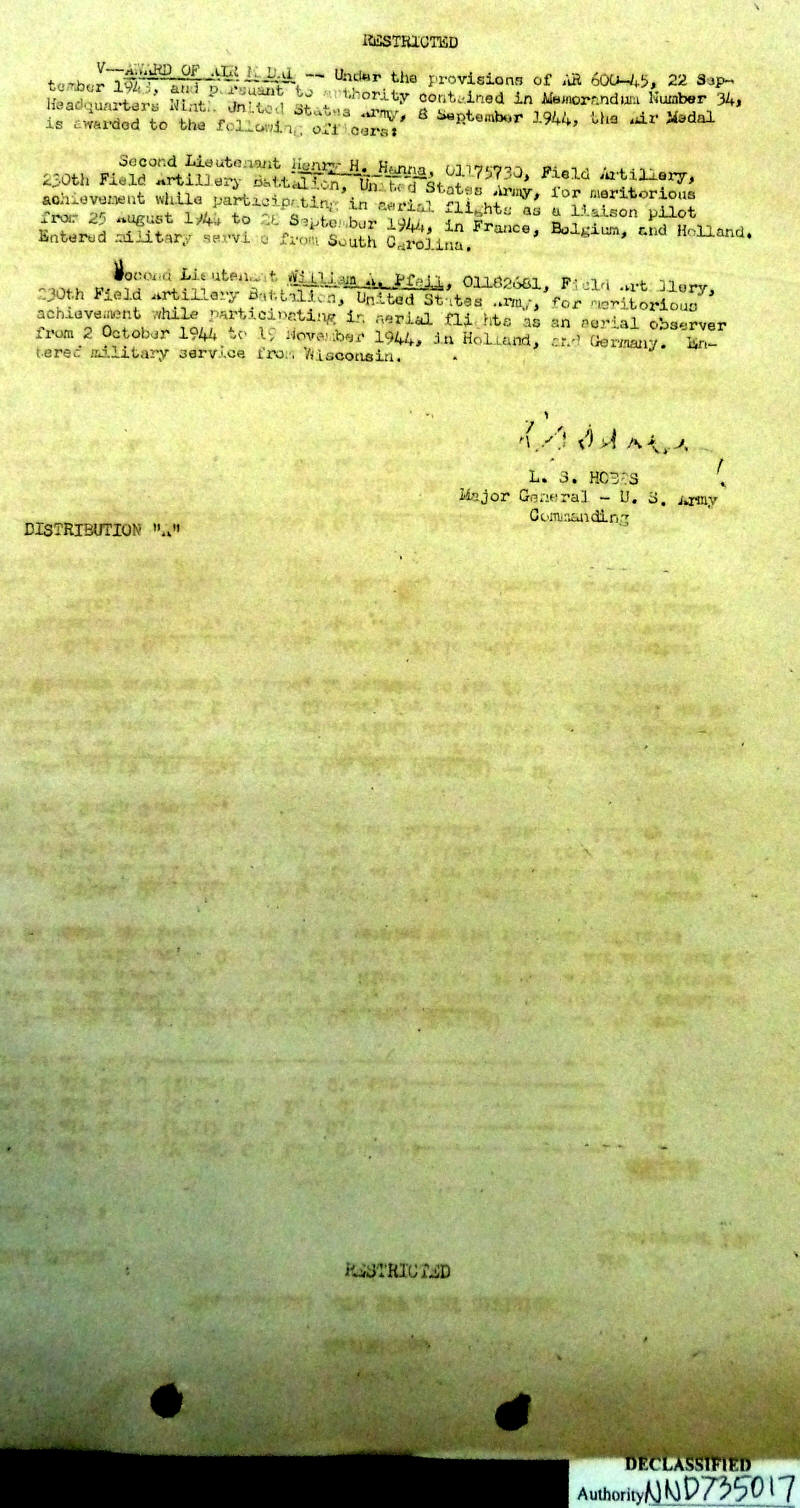 RESTRICTED
V—AWARD OF AIR MEDAL -- Under the provisions of AR 600-45, 22 Sep-
tember 1943, and pursuant to authority contained in Memorandum Number 34,
Headquarters Ninth United States Army, 8 September 1944, the Air Medal
is awarded to the following officers:
Second Lieutenant Henry H. Hanna, O1175730, Field Artillery,
230th Field Artillery Battalion, United States Army, for meritorious
achievement while participating in aerial flights as a liaison pilot
from 25 August 1944 to 26 September 1944, in France, Belgium, and Holland.
Entered military service from South Carolina.
Second Lieutenant William A. Pfeil, O1182681, Field Artillery,
230th Field Artillery Battalion, United States Army, for meritorious
achievement while participating in aerial flights as an aerial observer
from 2 October 1944 to 19 November 1944, in Holland, and Germany. En-
tered military service from Wisconsin.
L. S. HOBBS
Major General - U. S. Army
Commanding
DISTRIBUTION "A"
RESTRICTED
DECLASSIFIED
Authority NND735017